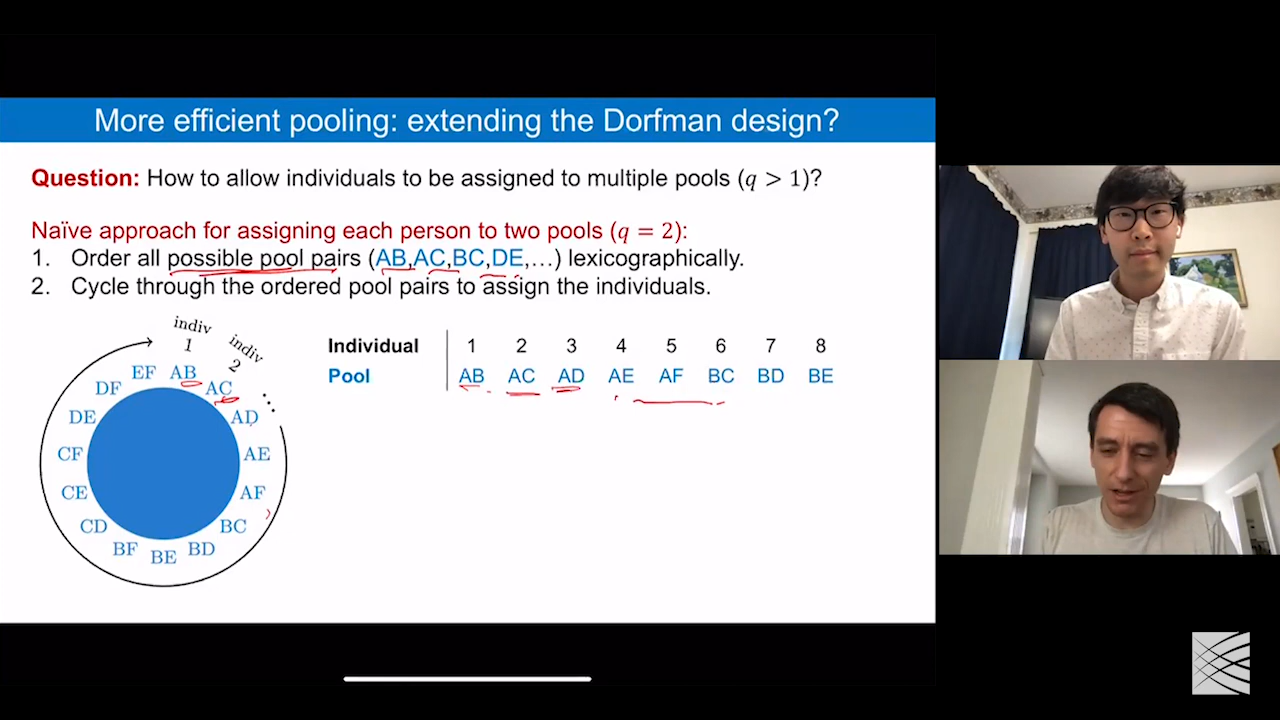 More efficient pooling: extending the Dorfman design?
Question: How to allow individuals to be assigned to multiple pools (q > 1)?
Naïve approach for assigning each person to two pools (q = 2):
1. Order all possible pool pairs (AB,AC,BC,DE,…) lexicographically.
2. Cycle through the ordered pool pairs to assign the individuals.
indiv
1
indiv
2
...
AB
AC
AD
AE
AF
BC
BD
BE
BF
CD
CE
CF
DE
DF
EF
Individual 1 2 3 4 5 6 7 8
Pool AB AC AD AE AF BC BD BE